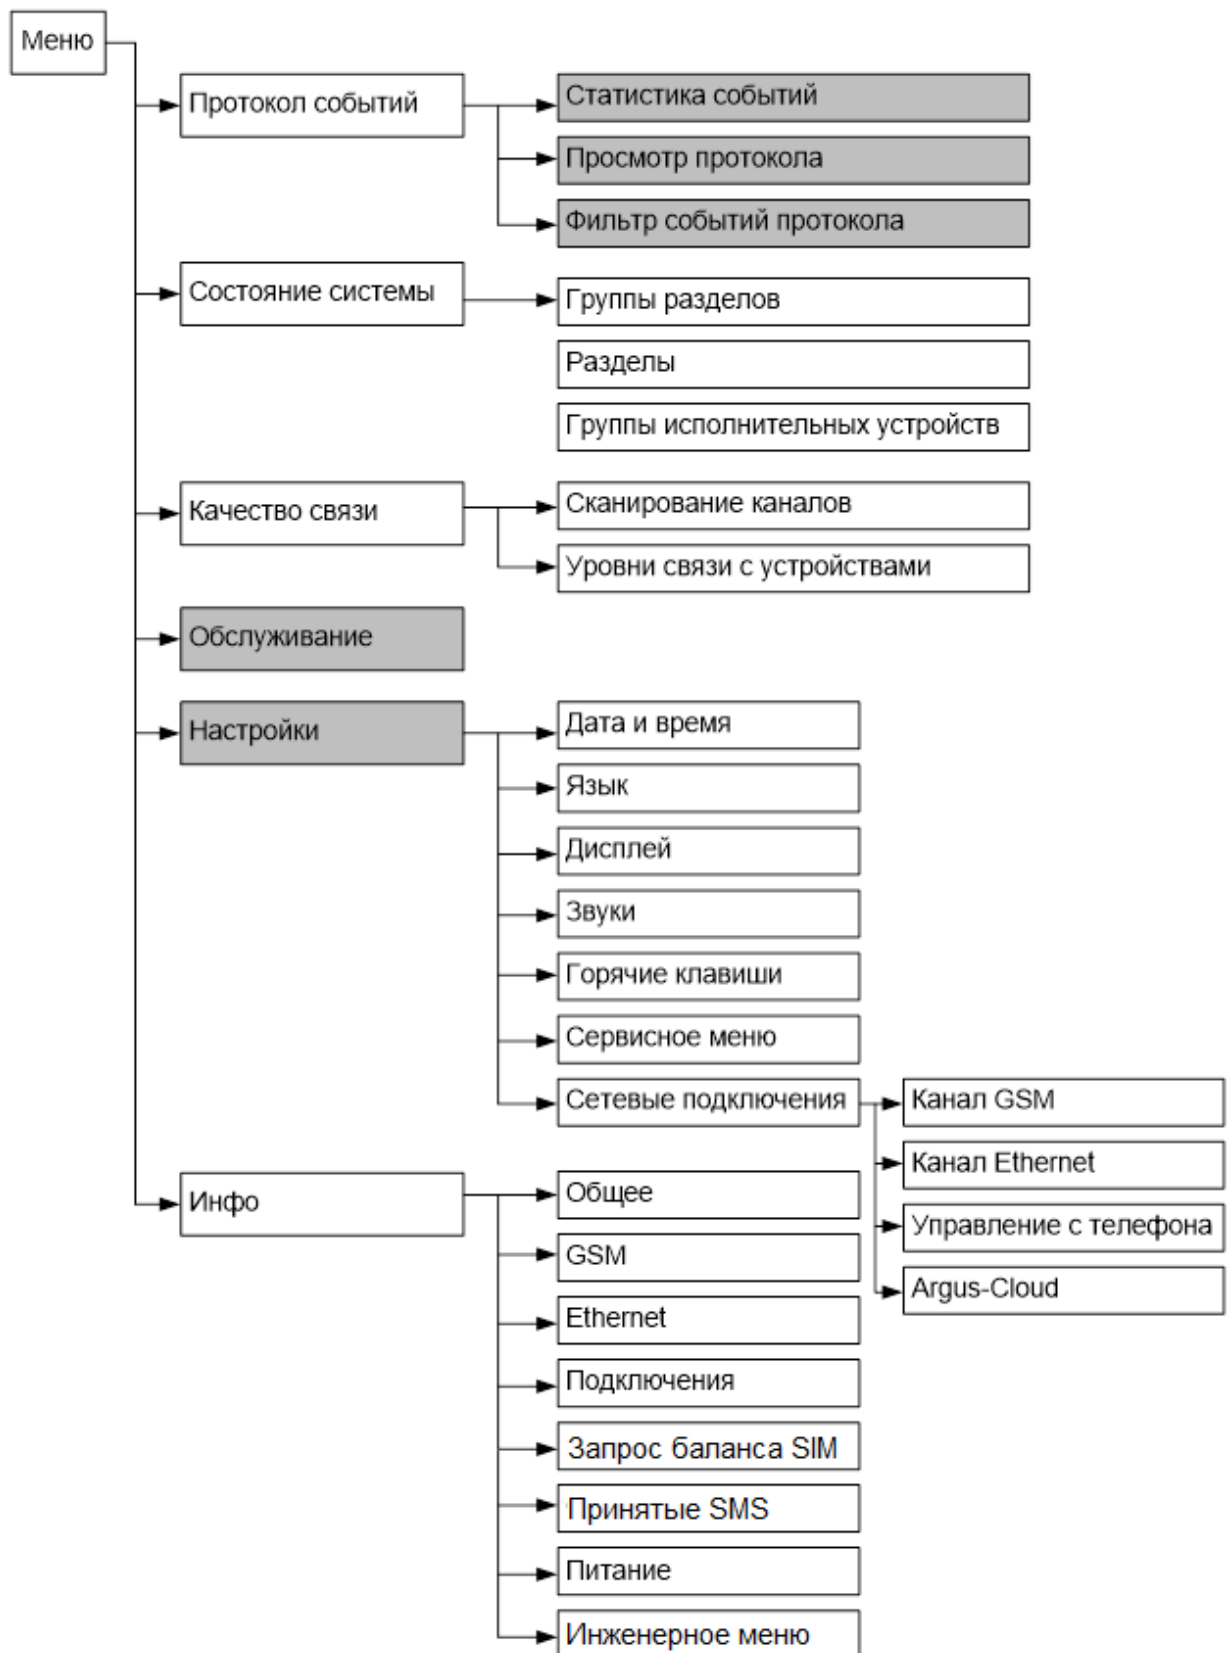 Меню
Протокол событий
Статистика событий
Просмотр протокола
Фильтр событий протокола
Состояние системы
Группы разделов
Разделы
Группы исполнительных устройств
Качество связи
Сканирование каналов
Уровни связи с устройствами
Обслуживание
Настройки
Дата и время
Язык
Дисплей
Звуки
Горячие клавиши
Сервисное меню
Сетевые подключения
Канал GSM
Канал Ethernet
Управление с телефона
Argus-Cloud
Инфо
Общее
GSM
Ethernet
Подключения
Запрос баланса SIM
Принятые SMS
Питание
Инженерное меню